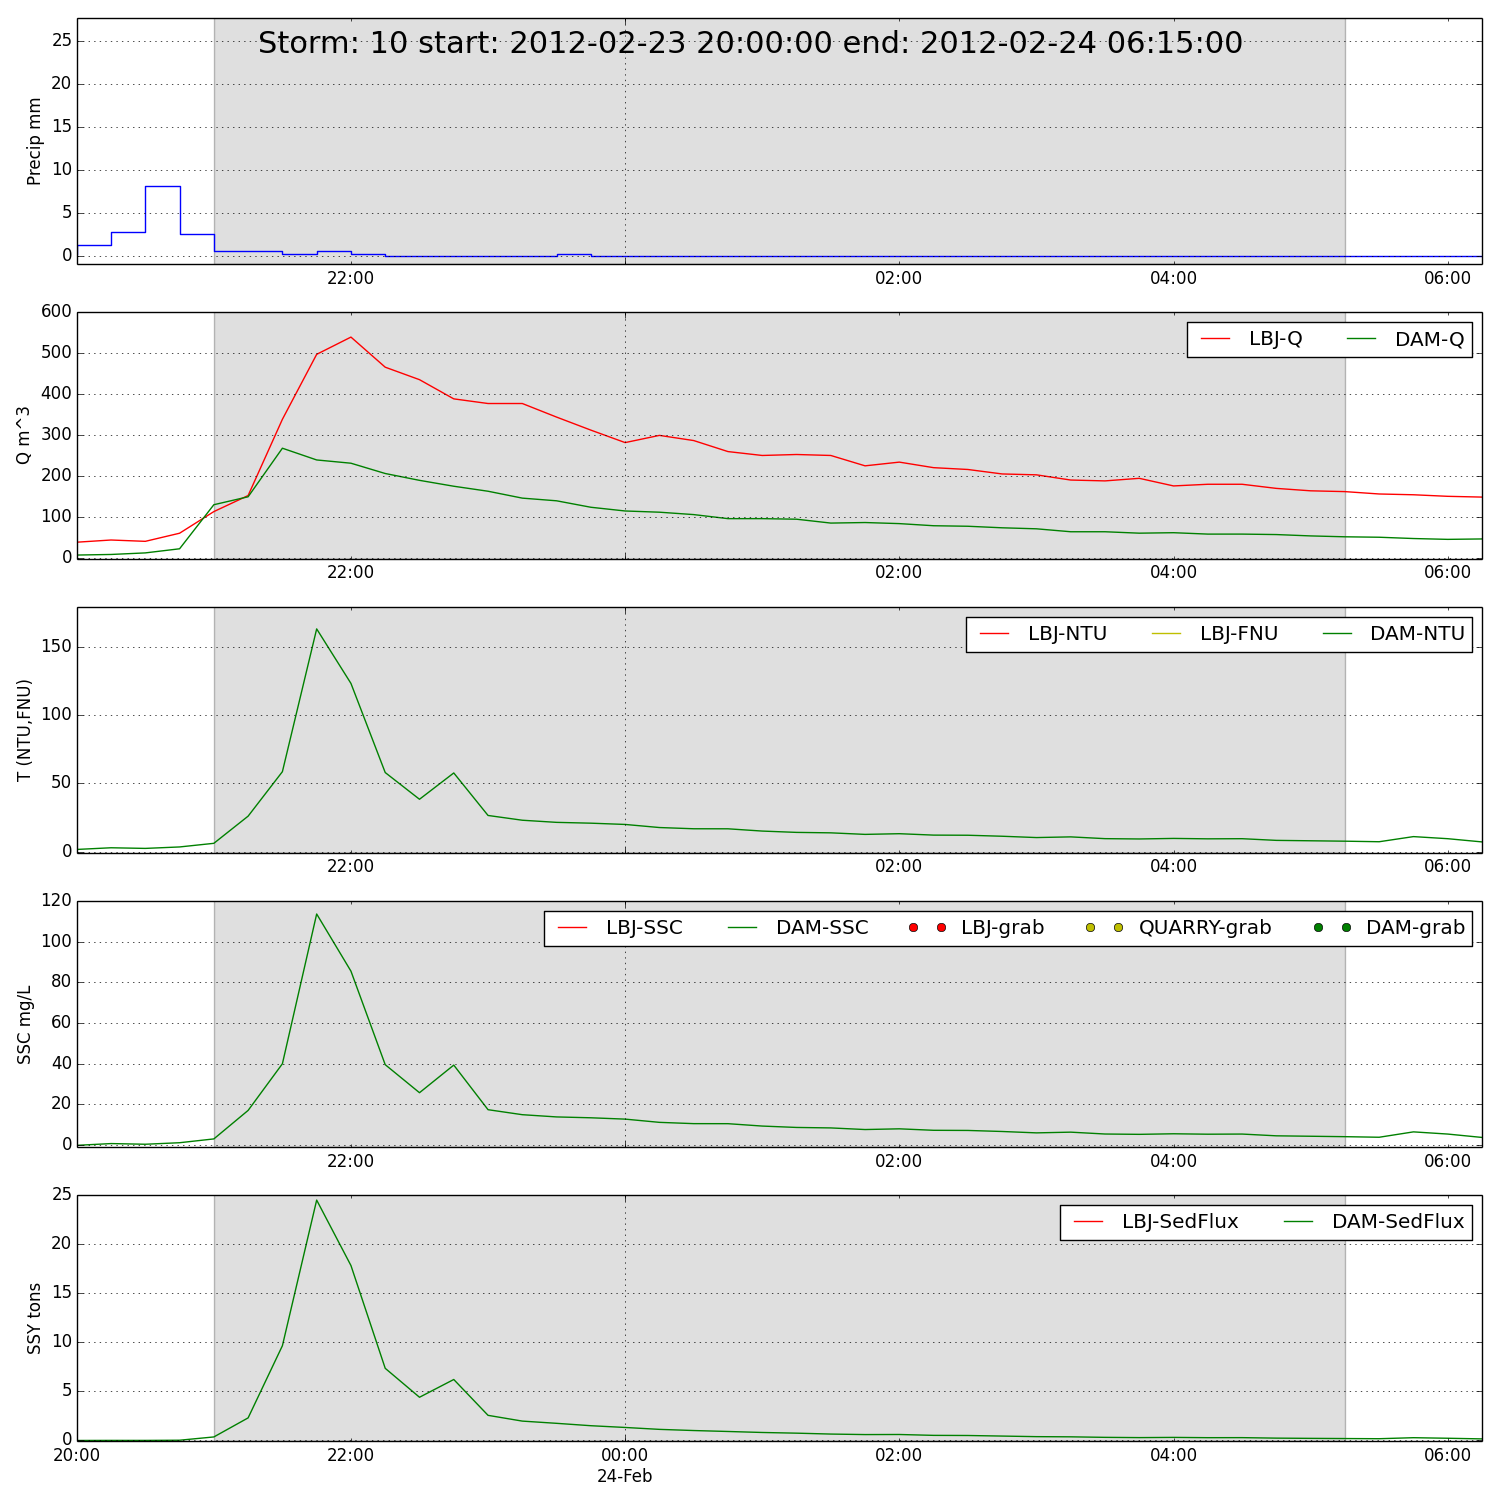 Storm: 10 start: 2012-02-23 20:00:00 end: 2012-02-24 06:15:00
Precip mm
25
20
15
10
5
0
22:00 02:00 04:00 06:00
Q m^3
600
500
400
300
200
100
0
LBJ-Q DAM-Q
22:00 02:00 04:00 06:00
T (NTU,FNU)
150
100
50
0
LBJ-NTU LBJ-FNU DAM-NTU
22:00 02:00 04:00 06:00
SSC mg/L
120
100
80
60
40
20
0
LBJ-SSC DAM-SSC LBJ-grab QUARRY-grab DAM-grab
22:00 02:00 04:00 06:00
SSY tons
25
20
15
10
5
0
LBJ-SedFlux DAM-SedFlux
20:00 22:00 00:00 02:00 04:00 06:00
24-Feb